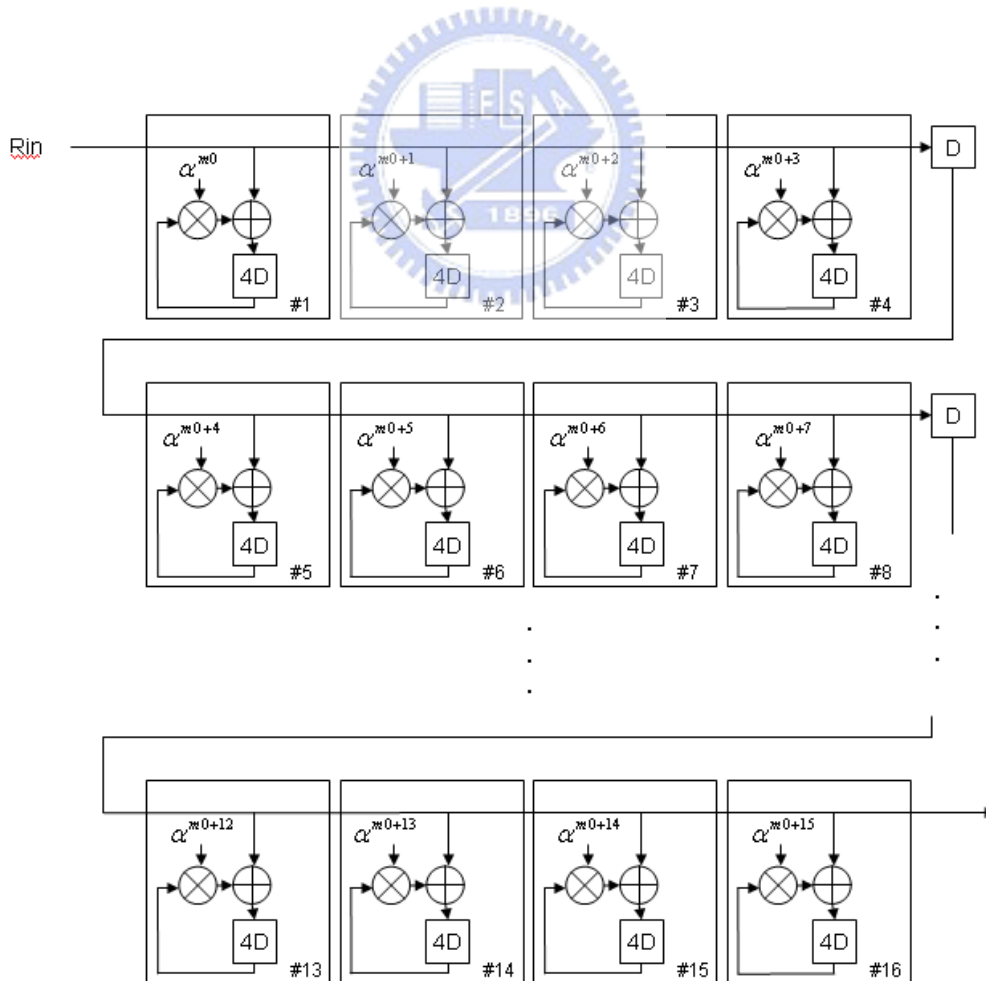 E S A
Rin
D
α^{m0} α^{m0+1} α^{m0+2} α^{m0+3}
1896
4D 4D 4D 4D
#1 #2 #3 #4
D
α^{m0+4} α^{m0+5} α^{m0+6} α^{m0+7}
4D 4D 4D 4D
#5 #6 #7 #8
α^{m0+12} α^{m0+13} α^{m0+14} α^{m0+15}
4D 4D 4D 4D
#13 #14 #15 #16